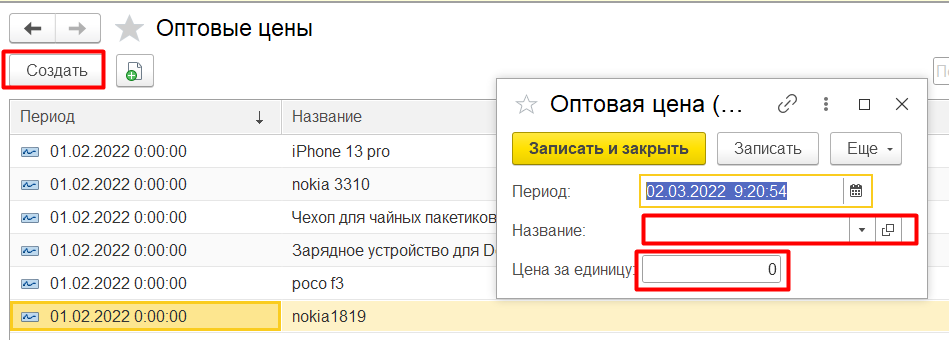 Оптовые цены
Создать
Период Название
01.02.2022 0:00:00 iPhone 13 pro
01.02.2022 0:00:00 nokia 3310
01.02.2022 0:00:00 Чехол для чайных пакетиков
01.02.2022 0:00:00 Зарядное устройство для
01.02.2022 0:00:00 poco f3
01.02.2022 0:00:00 nokia1819
Оптовая цена (...
Записать и закрыть Записать Еще
Период: 02.03.2022 9:20:54
Название:
Цена за единицу: 0